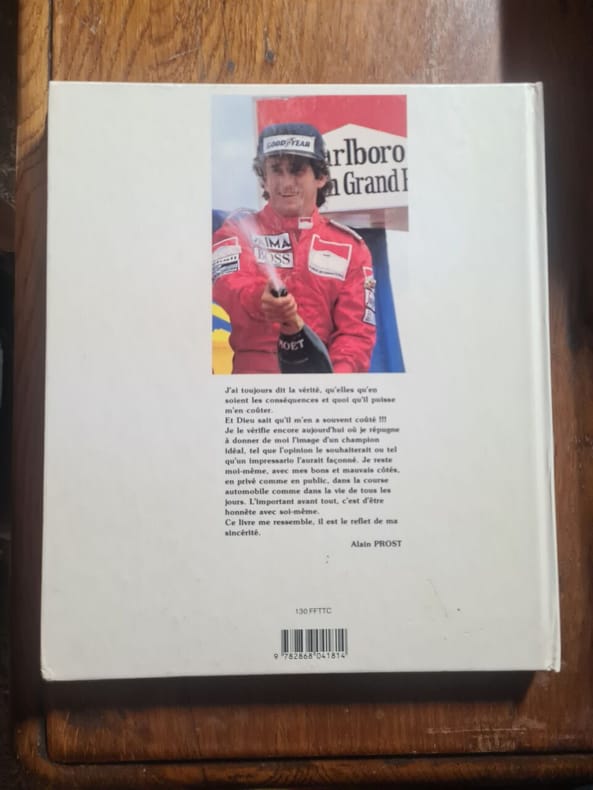 GOOD YEAR
arlboro
n Grand P
BOSS
MOET
J'ai toujours dit la vérité, qu'elles qu'en
soient les conséquences et quoi qu'il puisse
m'en coûter.
Et Dieu sait qu'il m'en a souvent coûté !!!
Je le vérifie encore aujourd'hui où je répugne
à donner de moi l'image d'un champion
idéal, tel que l'opinion le souhaiterait ou tel
qu'un impressario l'aurait façonné. Je reste
moi-même, avec mes bons et mauvais côtés,
en privé comme en public, dans la course
automobile comme dans la vie de tous les
jours. L'important avant tout, c'est d'être
honnête avec soi-même.
Ce livre me ressemble, il est le reflet de ma
sincérité.
Alain PROST
130 FFTTC
9 782868 041814